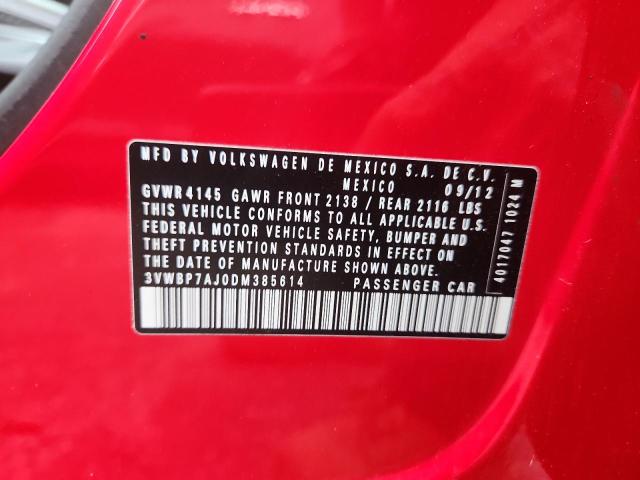 MFD BY VOLKSWAGEN DE MEXICO S.A. DE C.V.
MEXICO 09/12
GVWR 4145 GAWR FRONT 2138 / REAR 2116 LBS
THIS VEHICLE CONFORMS TO ALL APPLICABLE U.S.
FEDERAL MOTOR VEHICLE SAFETY, BUMPER AND
THEFT PREVENTION STANDARDS IN EFFECT ON
THE DATE OF MANUFACTURE SHOWN ABOVE.
3VWBP7AJ0DM385614 PASSENGER CAR
4017047 1024 M